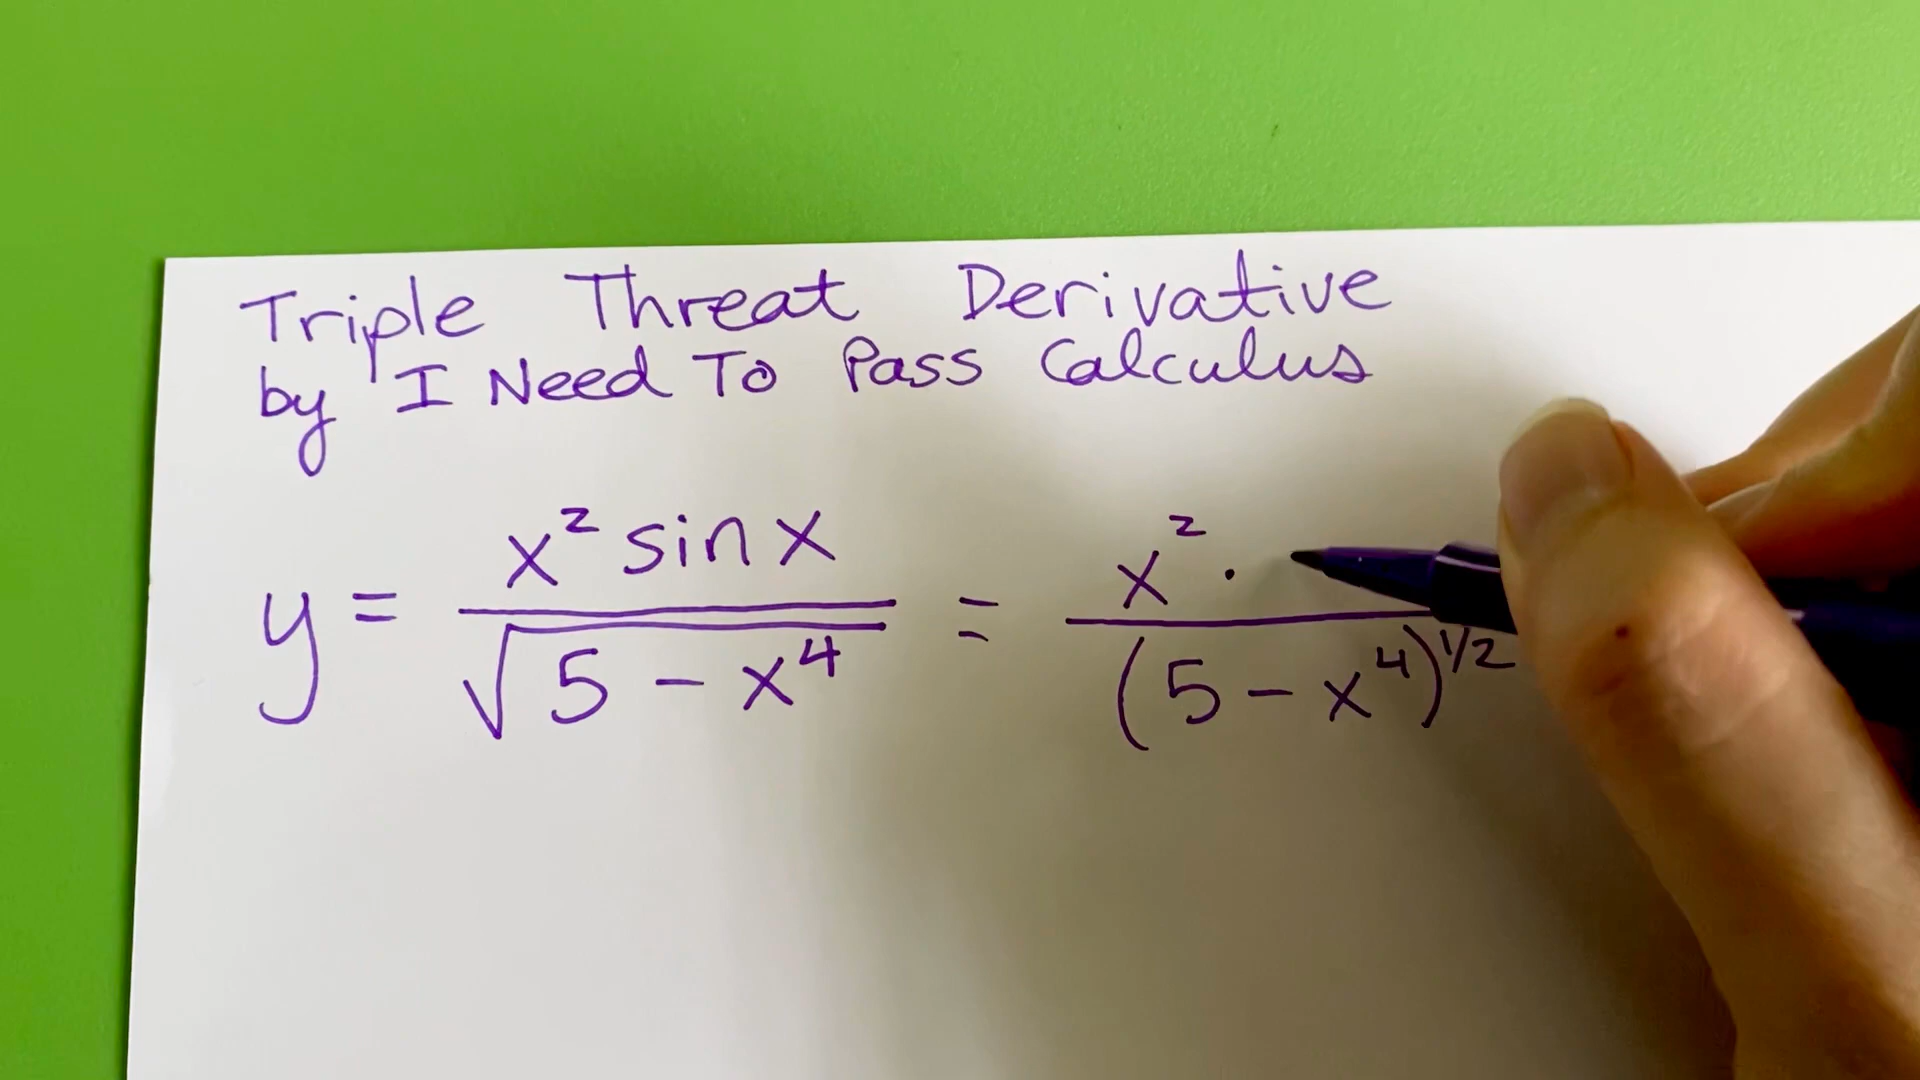 Triple Threat Derivative
by I Need To Pass Calculus
y = x² sin x / √(5 - x⁴) = x² · / (5 - x⁴)^1/2